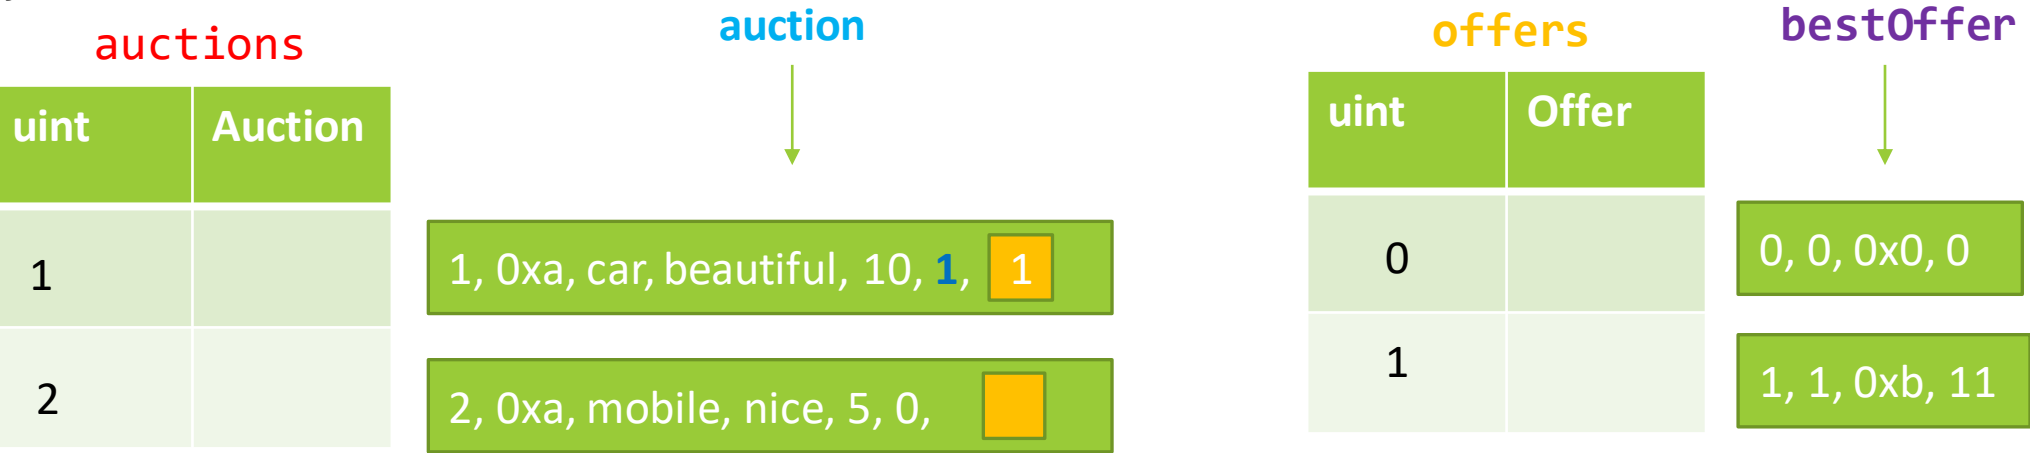 auctions
auction
offers
bestOffer
uint Auction
uint Offer
1
1, 0xa, car, beautiful, 10, 1, 1
0
0, 0, 0x0, 0
2
2, 0xa, mobile, nice, 5, 0,
1
1, 1, 0xb, 11